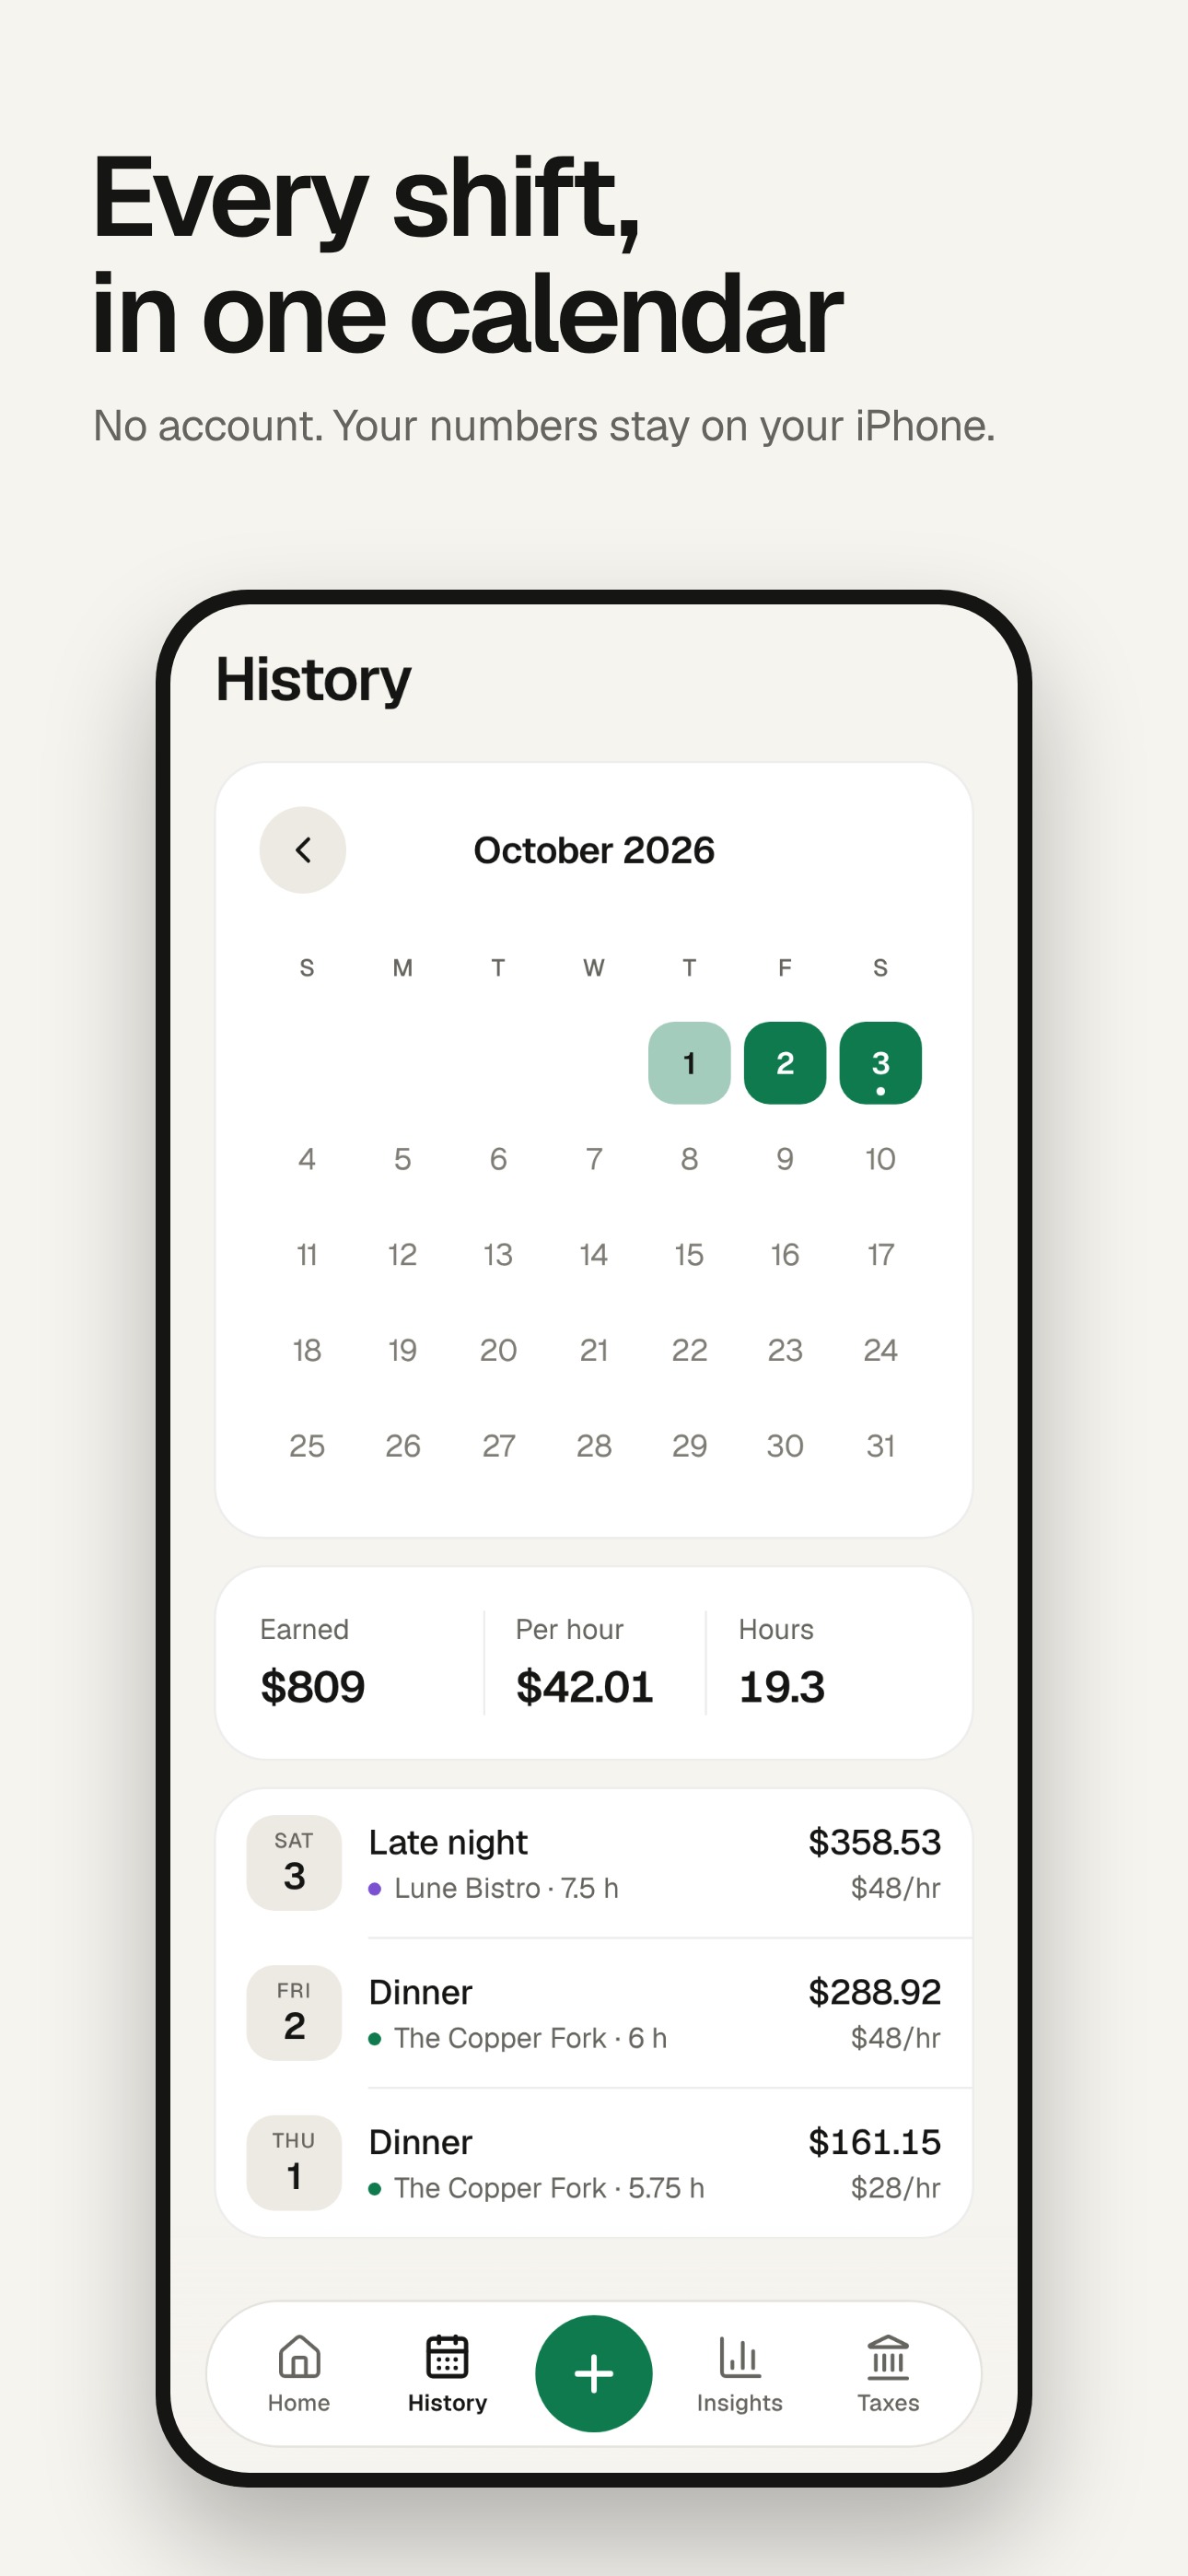 Every shift,
in one calendar
No account. Your numbers stay on your iPhone.
History
October 2026
S M T W T F S
1 2 3
4 5 6 7 8 9 10
11 12 13 14 15 16 17
18 19 20 21 22 23 24
25 26 27 28 29 30 31
Earned Per hour Hours
$809 $42.01 19.3
SAT
3
Late night $358.53
Lune Bistro · 7.5 h $48/hr
FRI
2
Dinner $288.92
The Copper Fork · 6 h $48/hr
THU
1
Dinner $161.15
The Copper Fork · 5.75 h $28/hr
Home History Insights Taxes